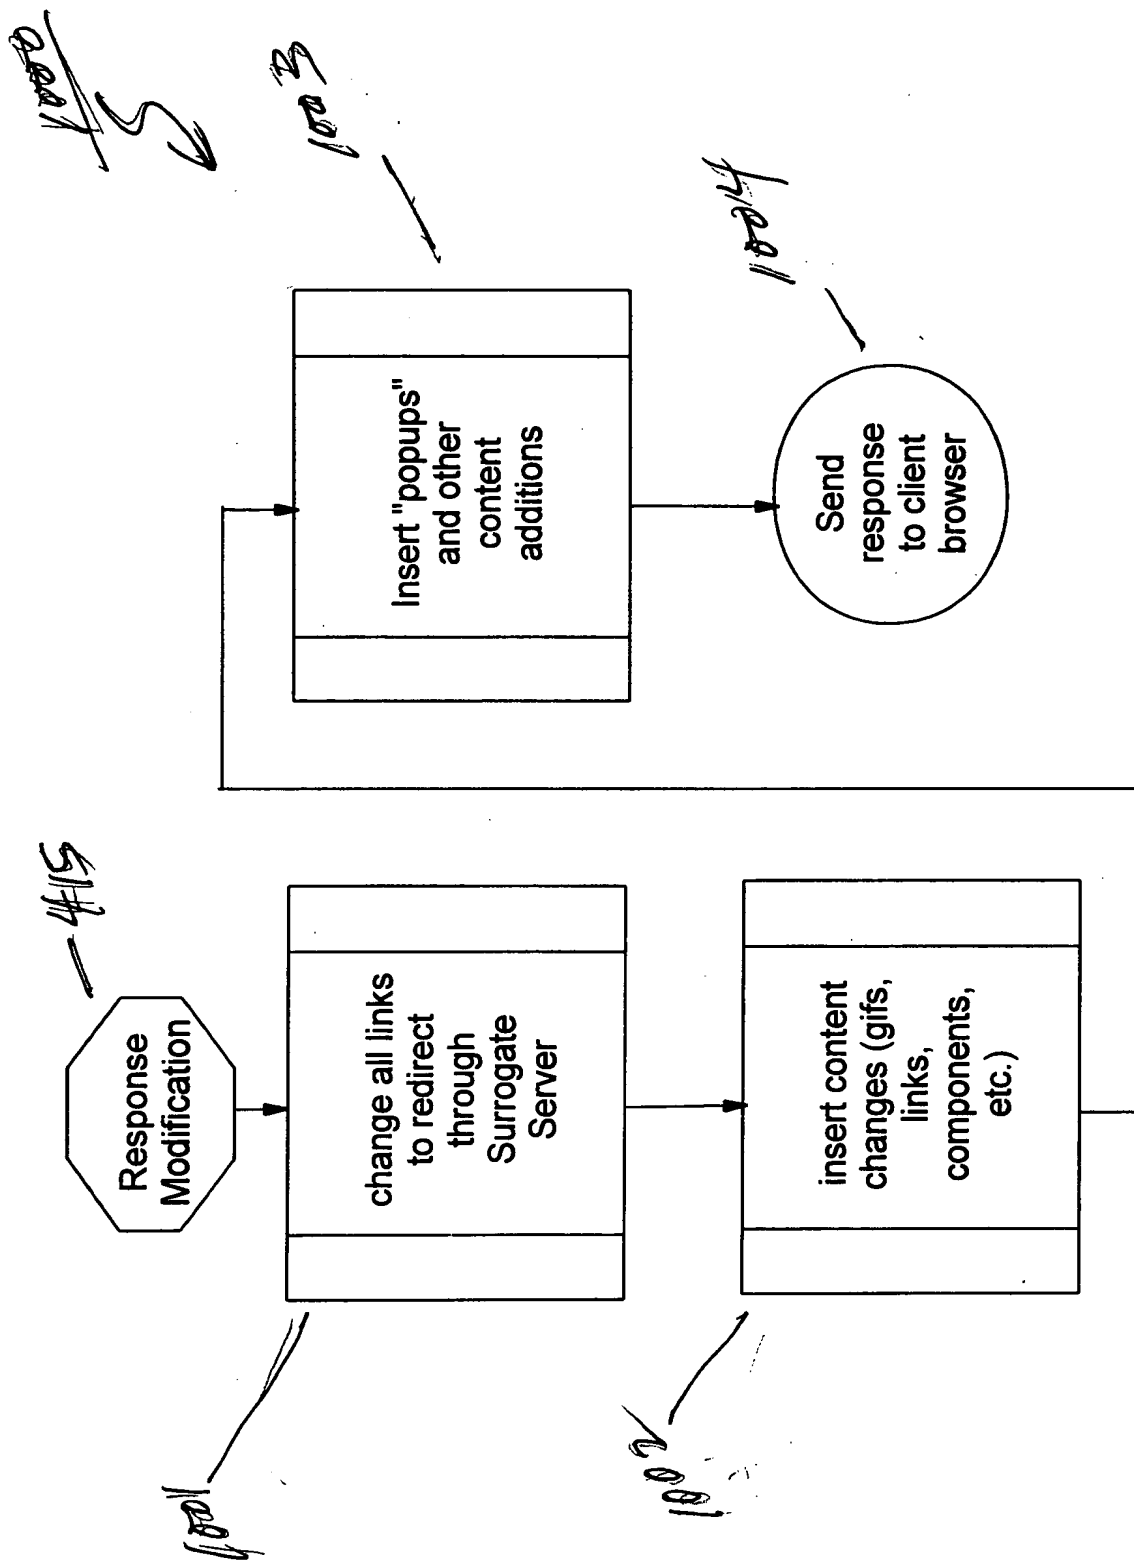 415
Response
Modification
1001
change all links
to redirect
through
Surrogate
Server
1002
insert content
changes (gifs,
links,
components,
etc.)
1000
1003
Insert "popups"
and other
content
additions
1004
Send
response
to client
browser